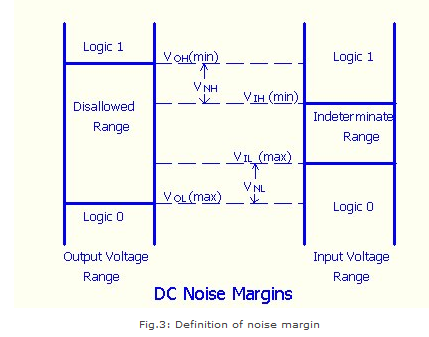 Logic 1
Disallowed
Range
Logic 0
Output Voltage
Range
VOH(min)
VNH
VIH (min)
VIL (max)
VNL
VOL(max)
Logic 1
Indeterminate
Range
Logic 0
Input Voltage
Range
DC Noise Margins
Fig.3: Definition of noise margin